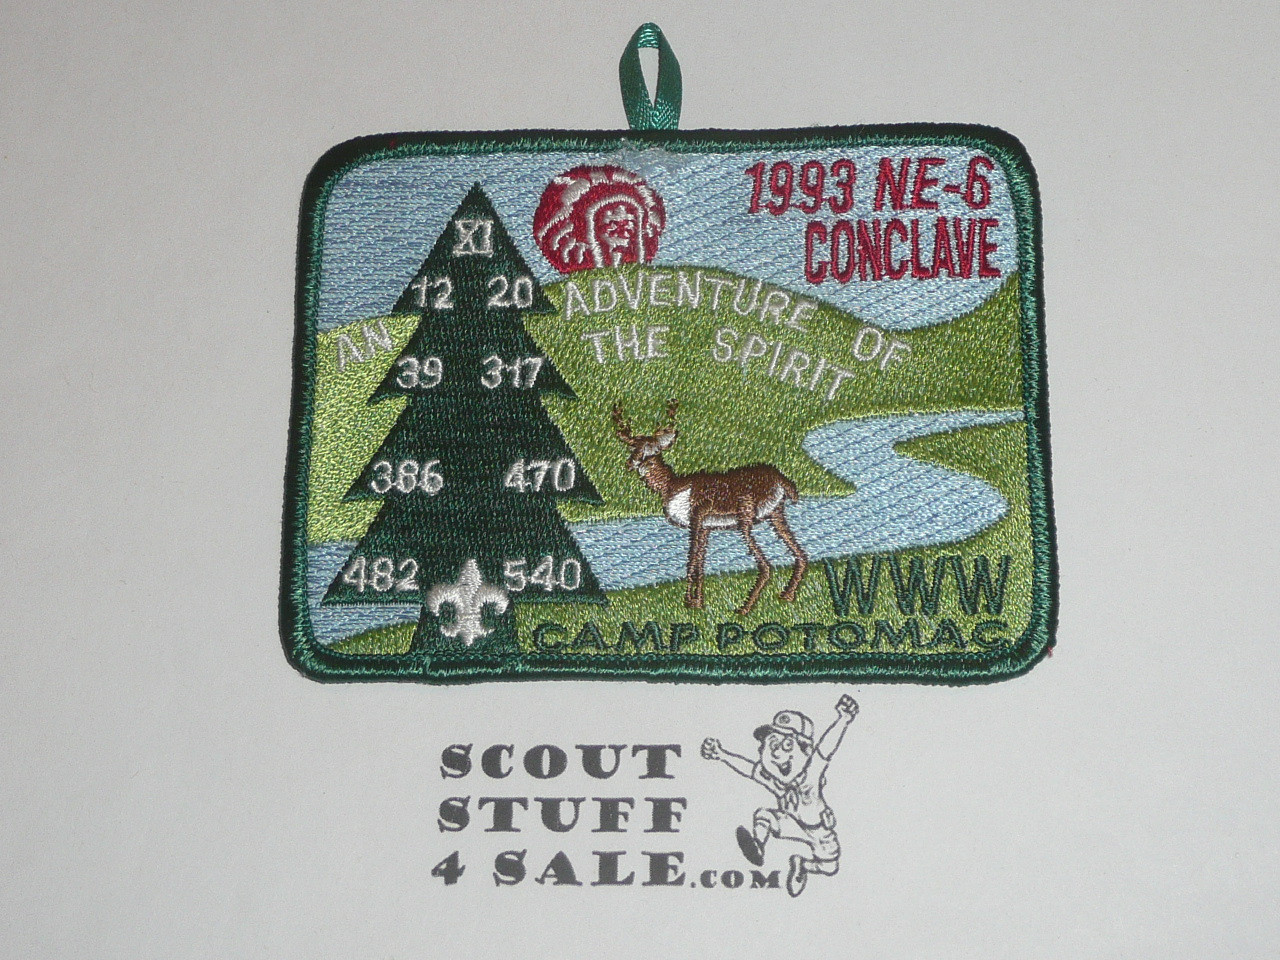 1993 NE-6
CONCLAVE
XI
12 20
AN ADVENTURE OF
THE SPIRIT
39 317
386 470
482 540
WWW
CAMP POTOMAC
SCOUT
STUFF
4 SALE.COM